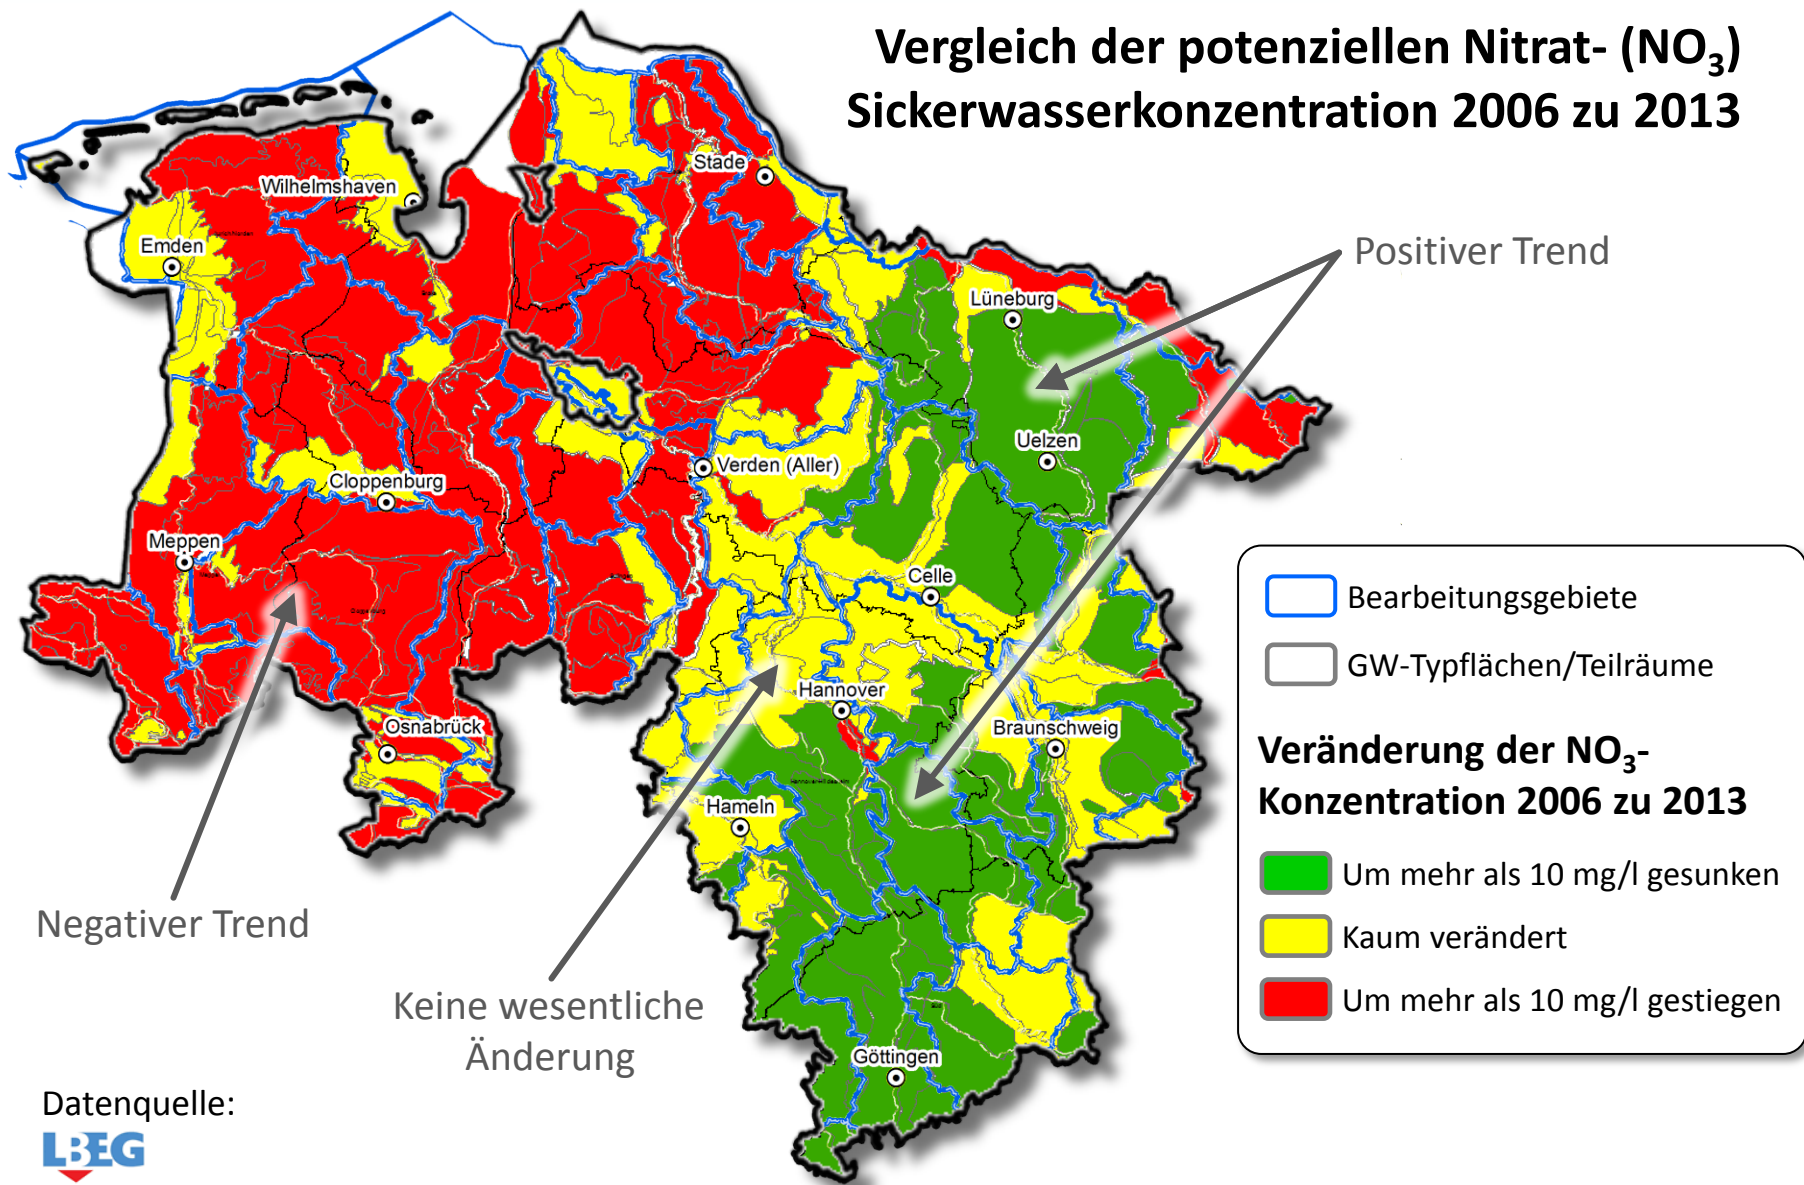 Vergleich der potenziellen Nitrat- (NO₃)
Sickerwasserkonzentration 2006 zu 2013
Stade
Wilhelmshaven
Emden
Positiver Trend
Lüneburg
Uelzen
Verden (Aller)
Cloppenburg
Meppen
Celle
Hannover
Osnabrück
Braunschweig
Hameln
Göttingen
Negativer Trend
Keine wesentliche
Änderung
Bearbeitungsgebiete
GW-Typflächen/Teilräume
Veränderung der NO₃-
Konzentration 2006 zu 2013
Um mehr als 10 mg/l gesunken
Kaum verändert
Um mehr als 10 mg/l gestiegen
Datenquelle:
LBEG